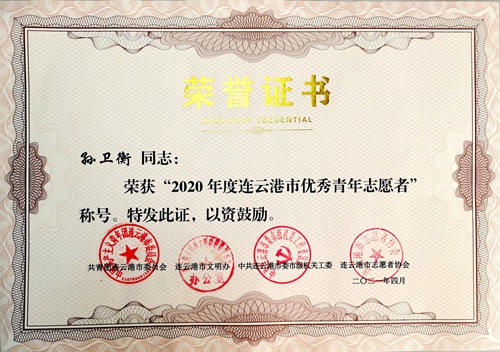 荣誉证书
孙卫衡 同志：
荣获“2020年度连云港市优秀青年志愿者”
称号。特发此证，以资鼓励。
共青团连云港市委员会 连云港市文明办 中共连云港市委市级机关工委 连云港市志愿者协会
办公室
二〇二一年四月